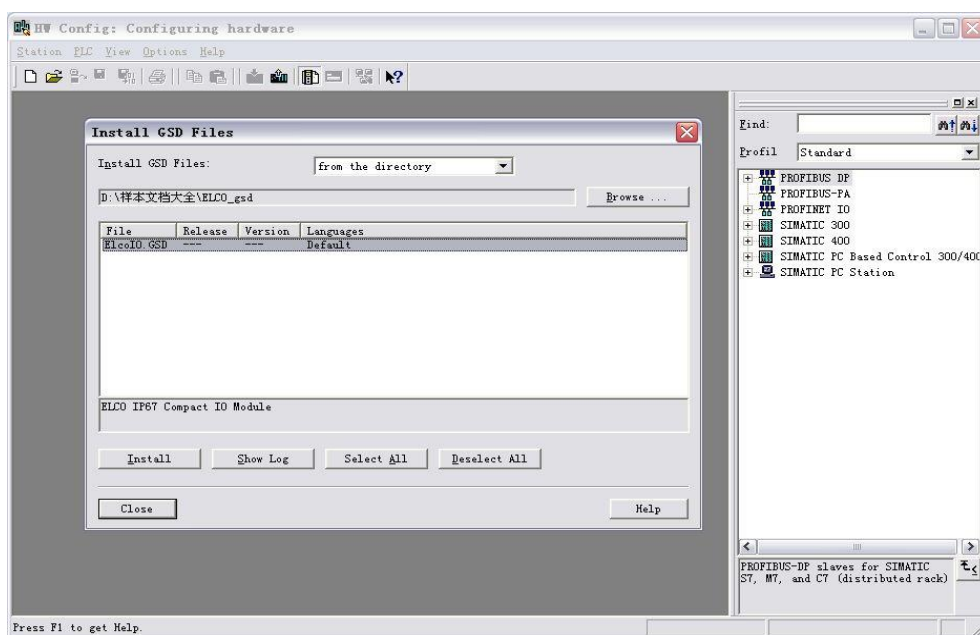 HW Config: Configuring hardware
Station PLC View Options Help
Install GSD Files
Install GSD Files:
from the directory
D:\样本文档大全\ELCO_gsd
Browse ...
File Release Version Languages
ElcoIO.GSD --- --- Default
ELCO IP67 Compact IO Module
Install Show Log Select All Deselect All
Close Help
Find:
Profil Standard
PROFIBUS DP
PROFIBUS-PA
PROFINET IO
SIMATIC 300
SIMATIC 400
SIMATIC PC Based Control 300/400
SIMATIC PC Station
PROFIBUS-DP slaves for SIMATIC
S7, M7, and C7 (distributed rack)
Press F1 to get Help.